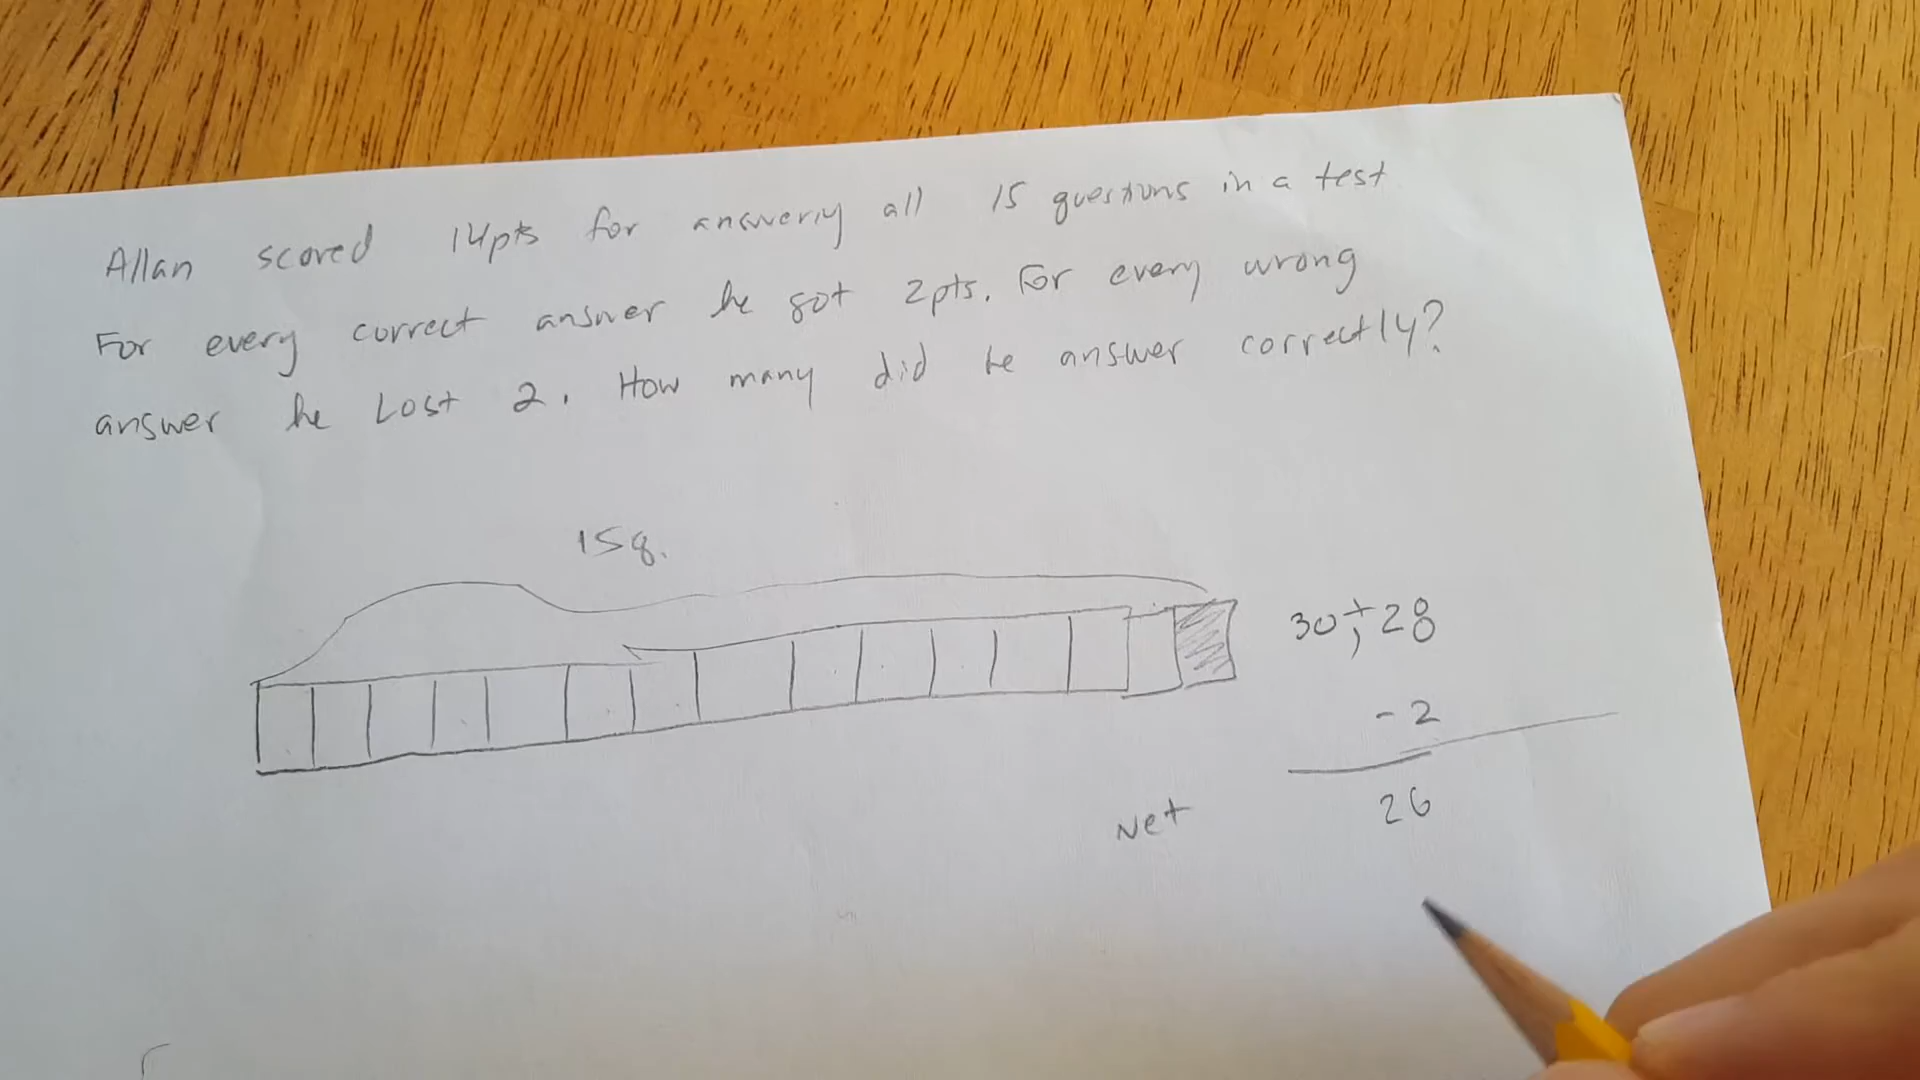 Allan scored 14pts for answering all 15 questions in a test
For every correct answer he got 2pts. For every wrong
answer he Lost 2. How many did he answer correctly?
15q.
30; 28
- 2
Net 26